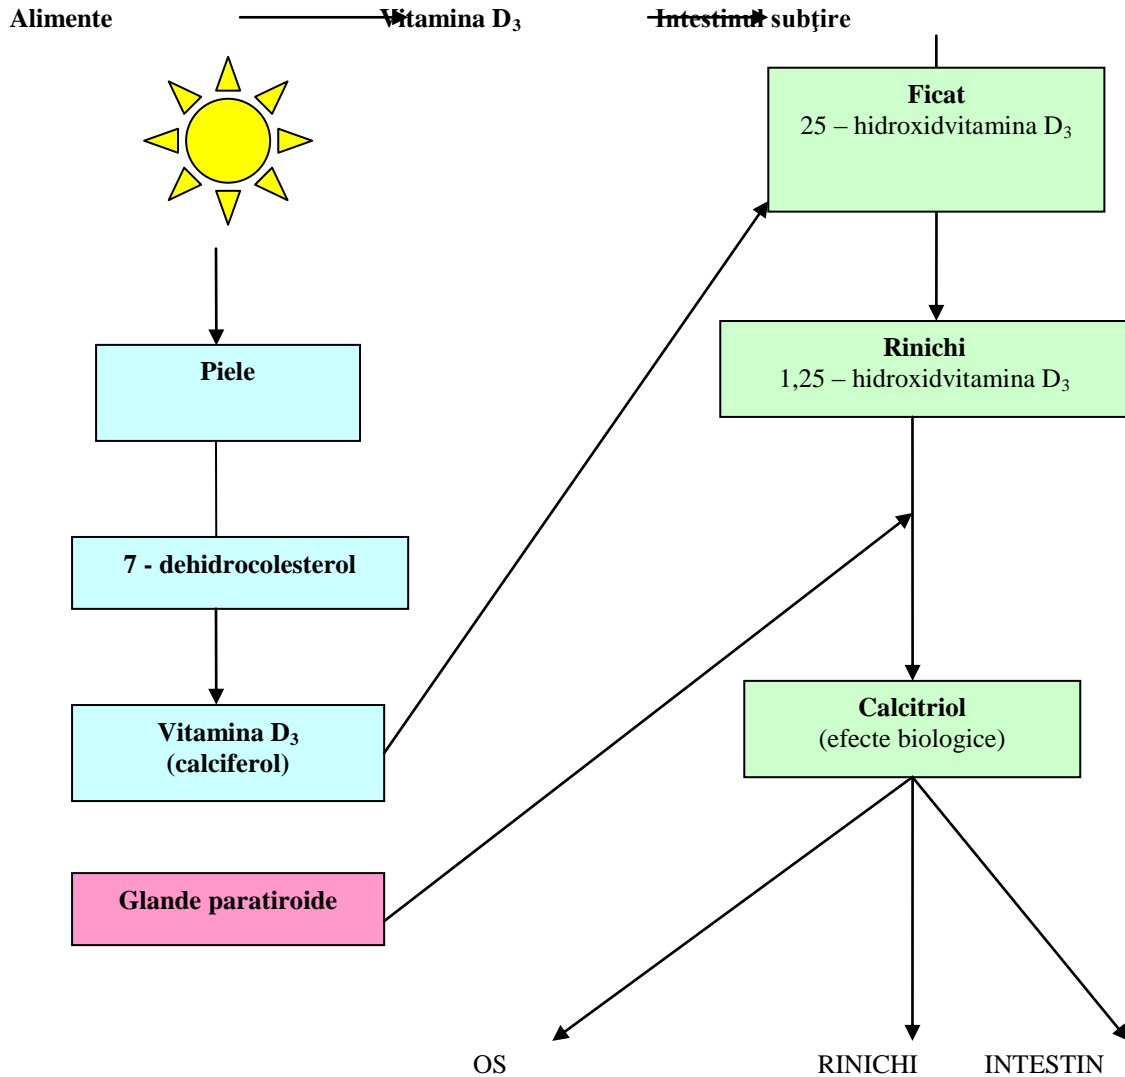 Alimente Vitamina D₃ Intestinul subţire
Ficat
25 – hidroxidvitamina D₃
Rinichi
1,25 – hidroxidvitamina D₃
Piele
7 - dehidrocolesterol
Vitamina D₃
(calciferol)
Calcitriol
(efecte biologice)
Glande paratiroide
OS RINICHI INTESTIN